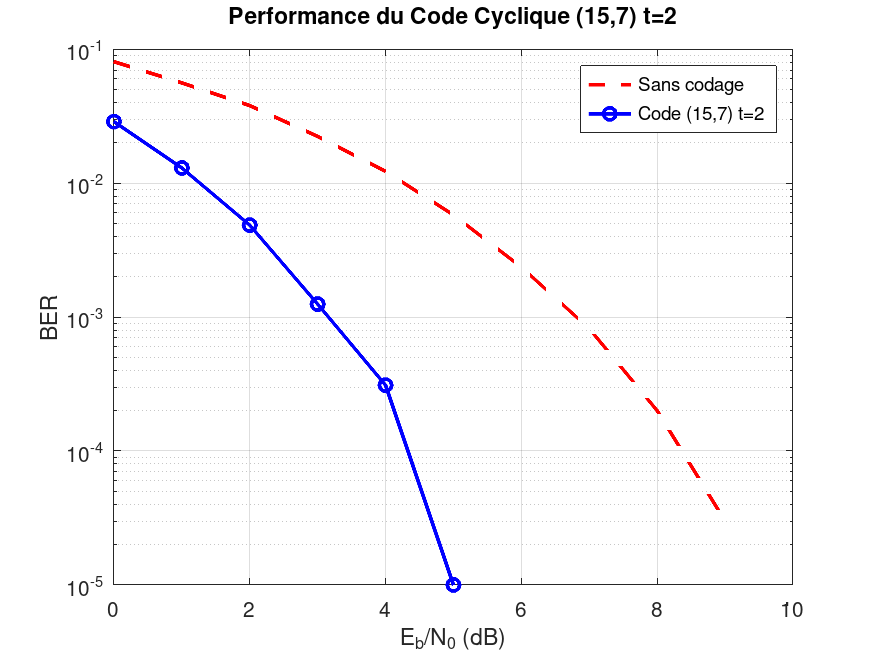 Performance du Code Cyclique (15,7) t=2
10^-1
10^-2
10^-3
10^-4
10^-5
BER
Sans codage
Code (15,7) t=2
0 2 4 6 8 10
E_b/N_0 (dB)